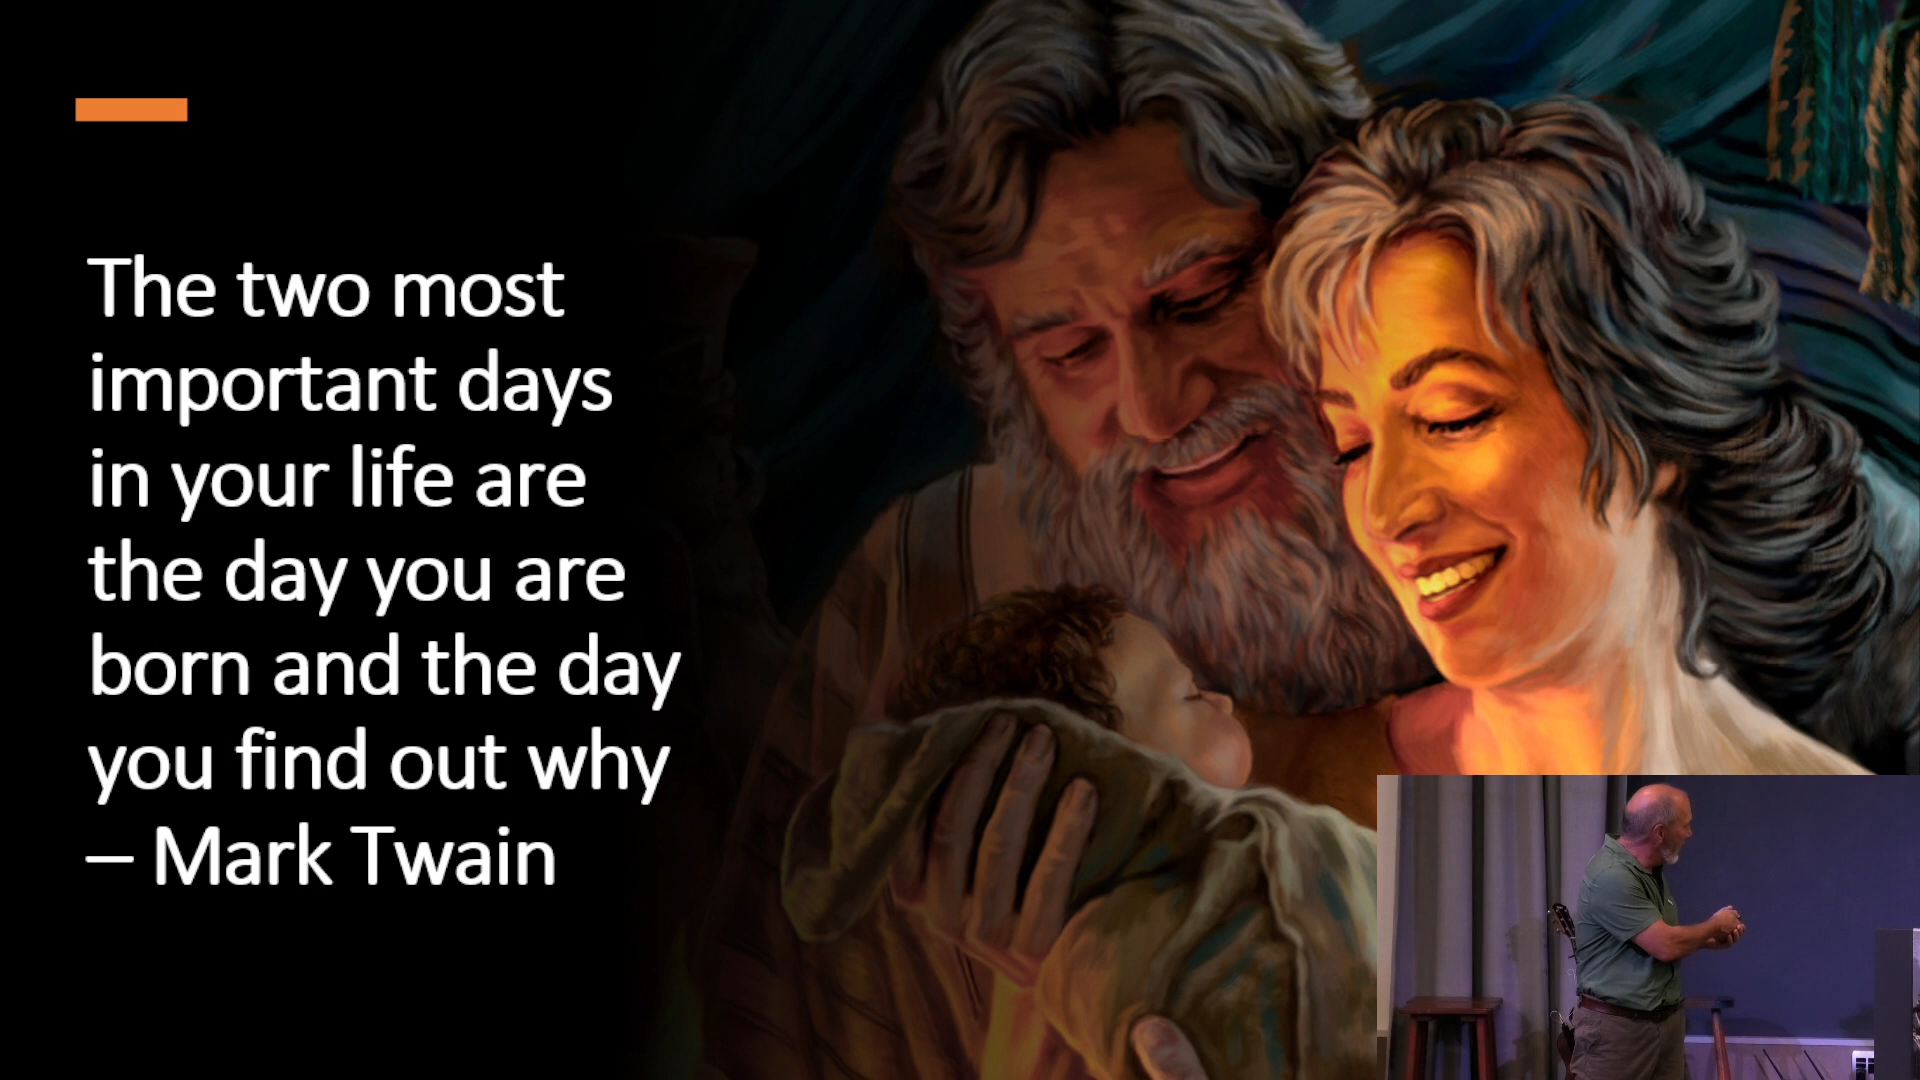 The two most
important days
in your life are
the day you are
born and the day
you find out why
– Mark Twain